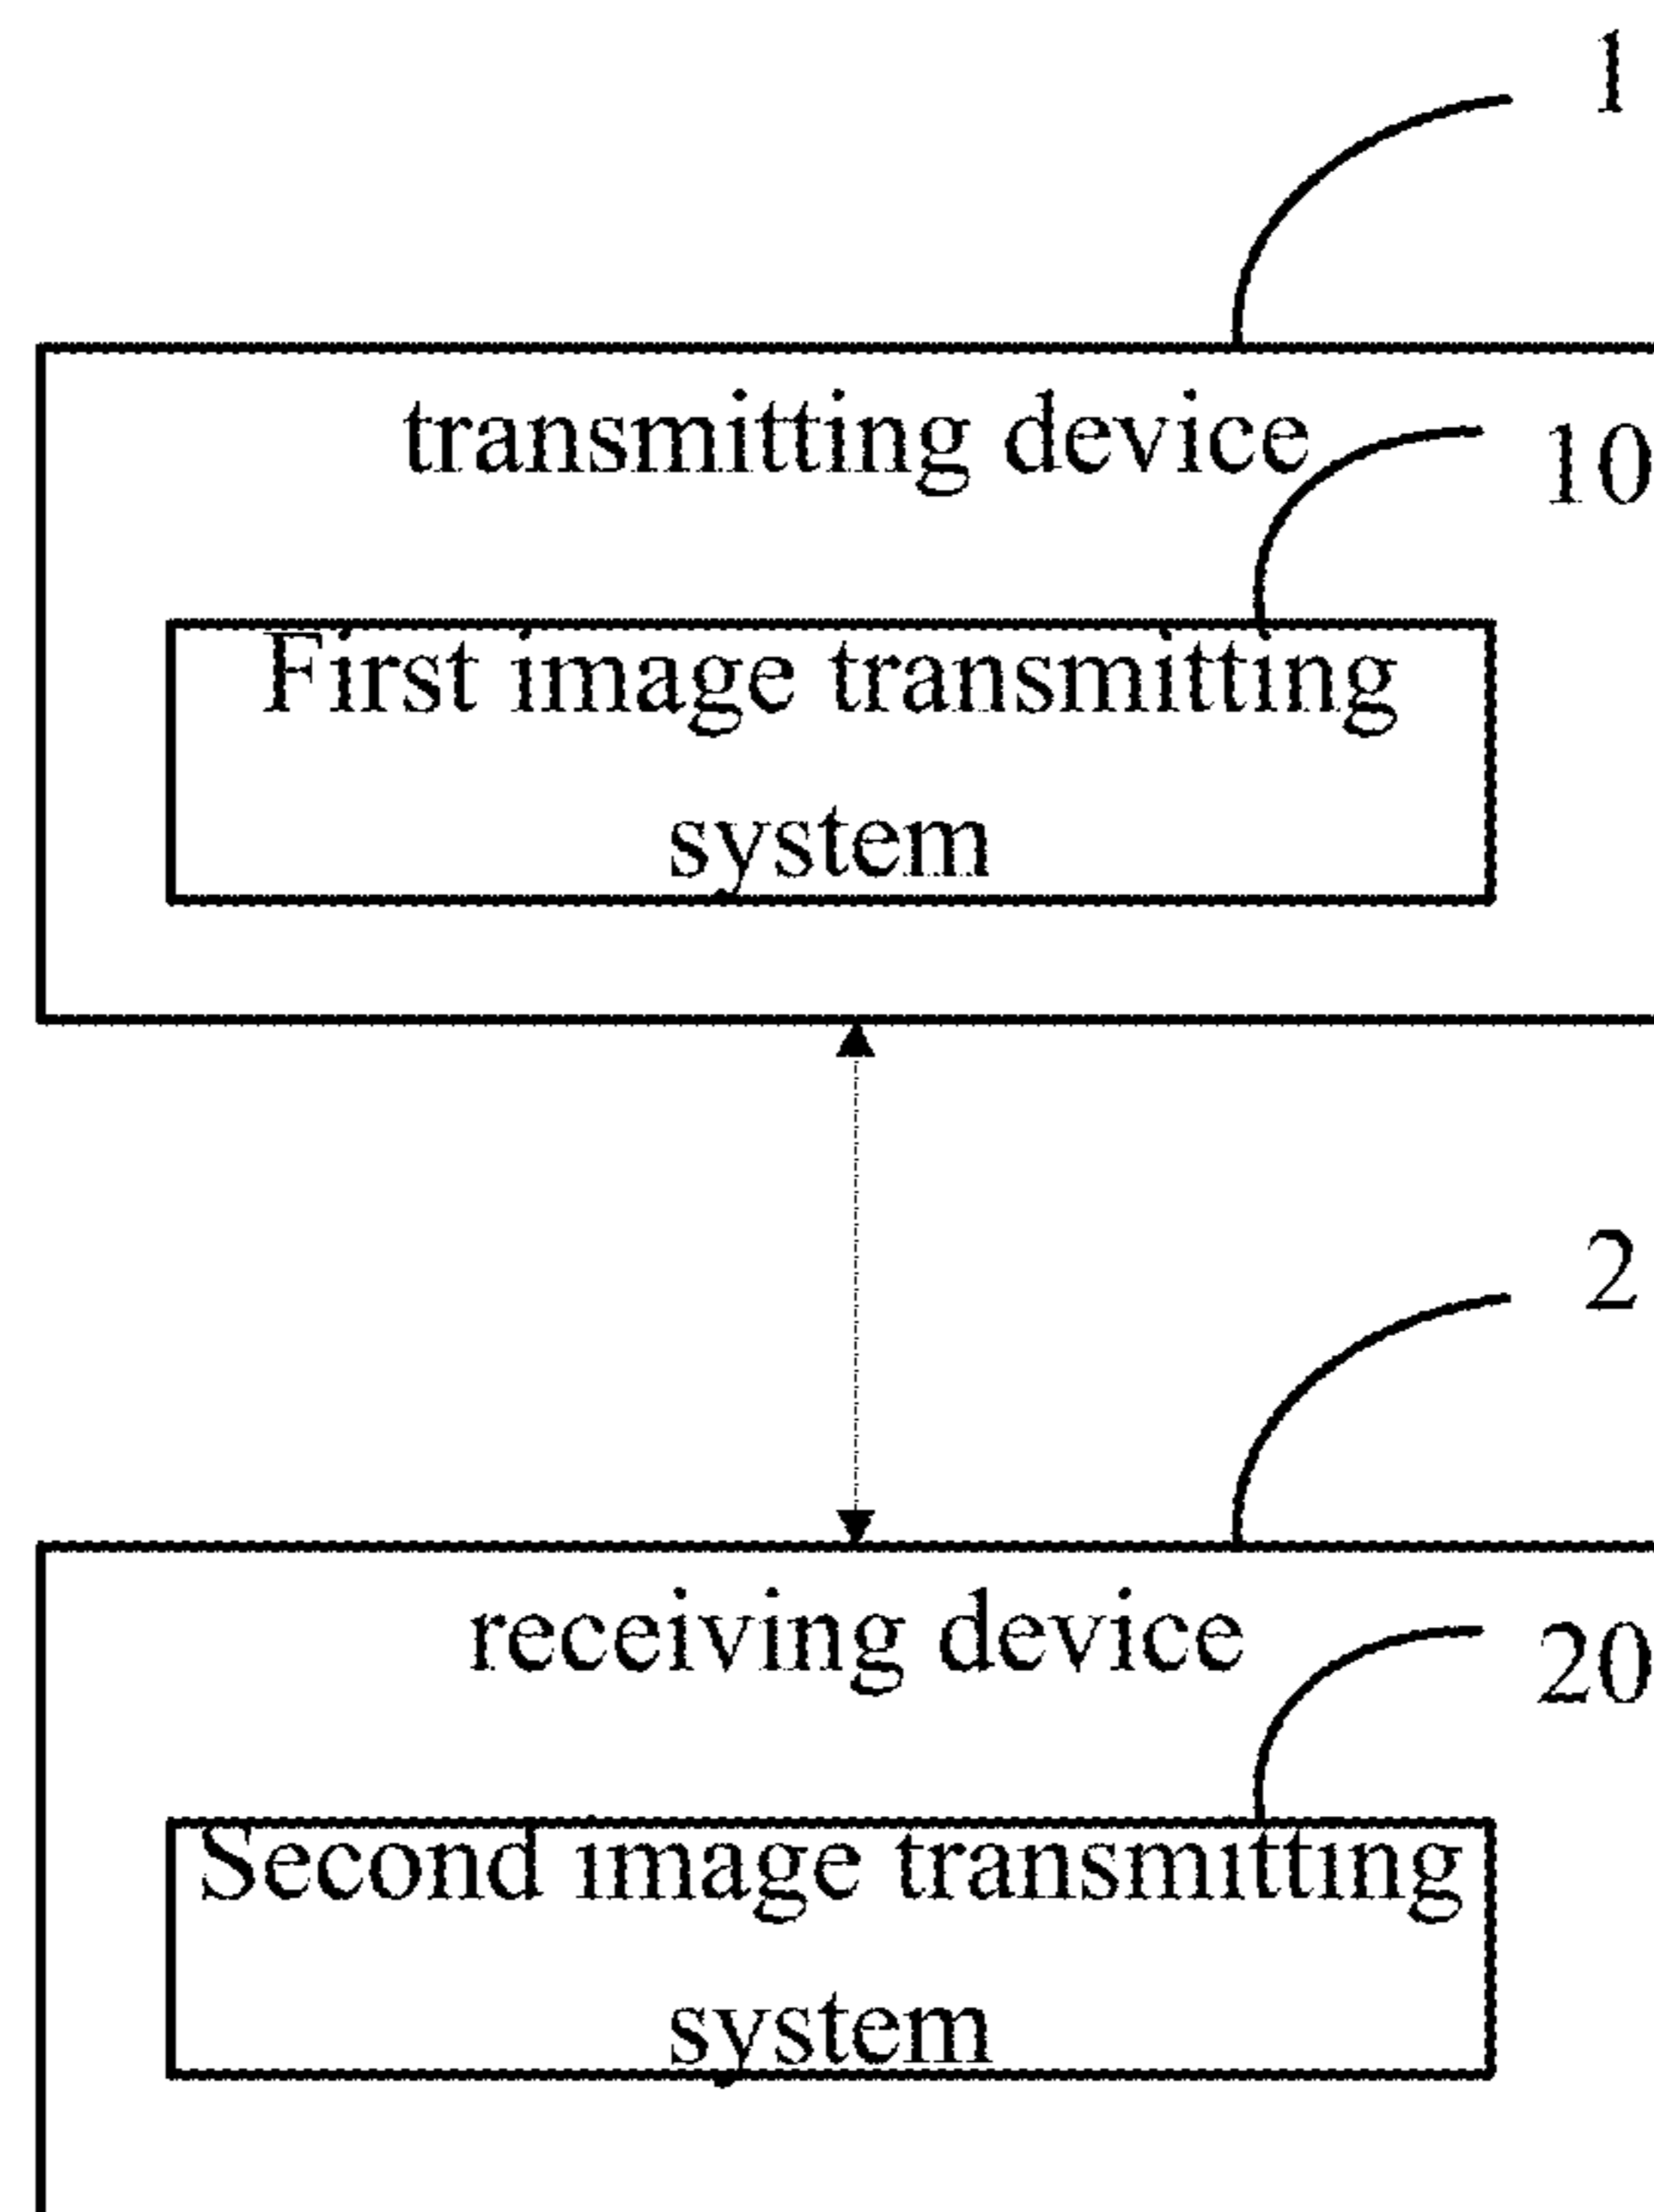 1
transmitting device
10
First image transmitting
system
2
receiving device
20
Second image transmitting
system